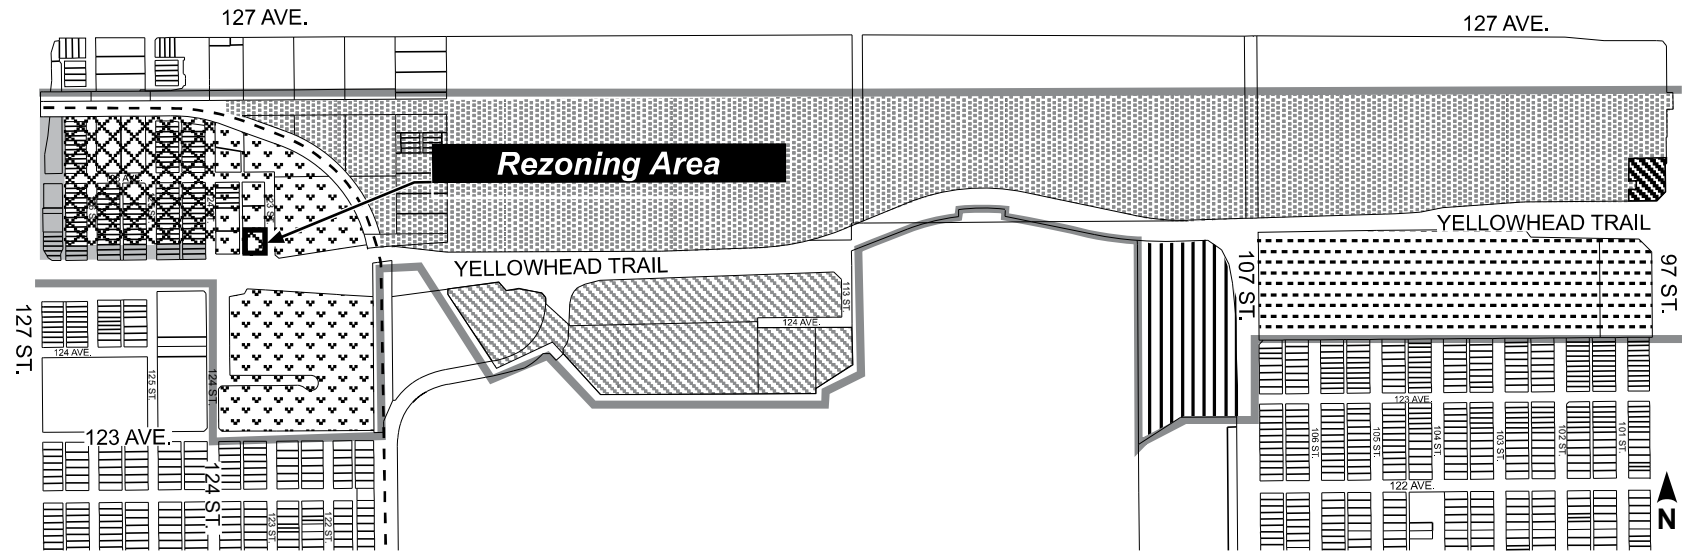 127 AVE.
127 AVE.
Rezoning Area
YELLOWHEAD TRAIL
YELLOWHEAD TRAIL
127 ST.
113 ST.
107 ST.
97 ST.
124 AVE.
124 AVE.
125 ST.
124 ST.
123 AVE.
123 AVE.
124 ST.
123 ST.
122 ST.
106 ST.
105 ST.
104 ST.
103 ST.
102 ST.
101 ST.
122 AVE.
N